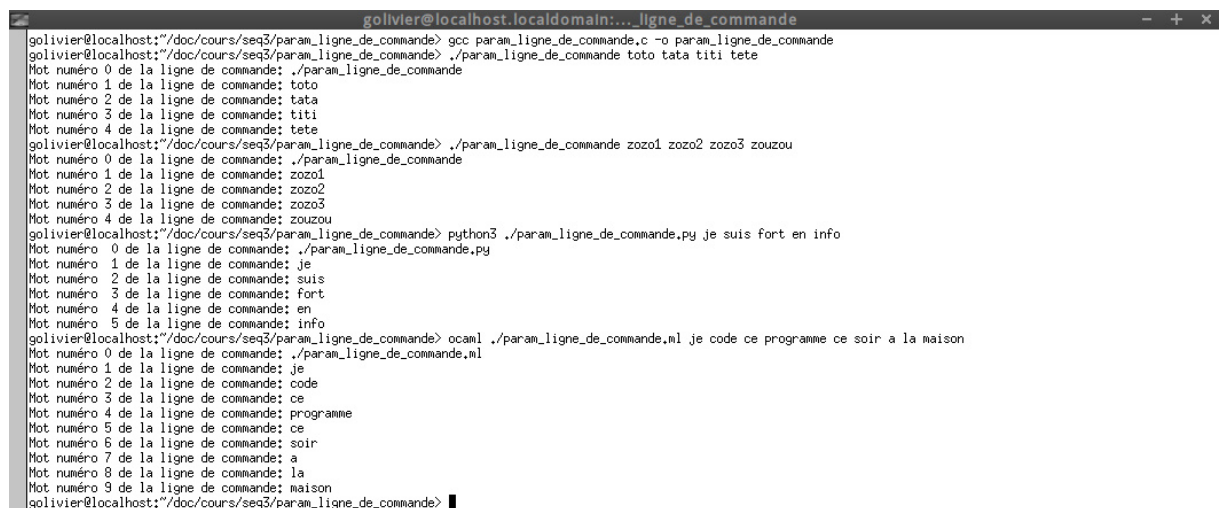 golivier@localhost.localdomain:..._ligne_de_commande
golivier@localhost:~/doc/cours/seq3/param_ligne_de_commande> gcc param_ligne_de_commande.c -o param_ligne_de_commande
golivier@localhost:~/doc/cours/seq3/param_ligne_de_commande> ./param_ligne_de_commande toto tata titi tete
Mot numéro 0 de la ligne de commande: ./param_ligne_de_commande
Mot numéro 1 de la ligne de commande: toto
Mot numéro 2 de la ligne de commande: tata
Mot numéro 3 de la ligne de commande: titi
Mot numéro 4 de la ligne de commande: tete
golivier@localhost:~/doc/cours/seq3/param_ligne_de_commande> ./param_ligne_de_commande zozo1 zozo2 zozo3 zouzou
Mot numéro 0 de la ligne de commande: ./param_ligne_de_commande
Mot numéro 1 de la ligne de commande: zozo1
Mot numéro 2 de la ligne de commande: zozo2
Mot numéro 3 de la ligne de commande: zozo3
Mot numéro 4 de la ligne de commande: zouzou
golivier@localhost:~/doc/cours/seq3/param_ligne_de_commande> python3 ./param_ligne_de_commande.py je suis fort en info
Mot numéro  0 de la ligne de commande: ./param_ligne_de_commande.py
Mot numéro  1 de la ligne de commande: je
Mot numéro  2 de la ligne de commande: suis
Mot numéro  3 de la ligne de commande: fort
Mot numéro  4 de la ligne de commande: en
Mot numéro  5 de la ligne de commande: info
golivier@localhost:~/doc/cours/seq3/param_ligne_de_commande> ocaml ./param_ligne_de_commande.ml je code ce programme ce soir a la maison
Mot numéro 0 de la ligne de commande: ./param_ligne_de_commande.ml
Mot numéro 1 de la ligne de commande: je
Mot numéro 2 de la ligne de commande: code
Mot numéro 3 de la ligne de commande: ce
Mot numéro 4 de la ligne de commande: programme
Mot numéro 5 de la ligne de commande: ce
Mot numéro 6 de la ligne de commande: soir
Mot numéro 7 de la ligne de commande: a
Mot numéro 8 de la ligne de commande: la
Mot numéro 9 de la ligne de commande: maison
golivier@localhost:~/doc/cours/seq3/param_ligne_de_commande>